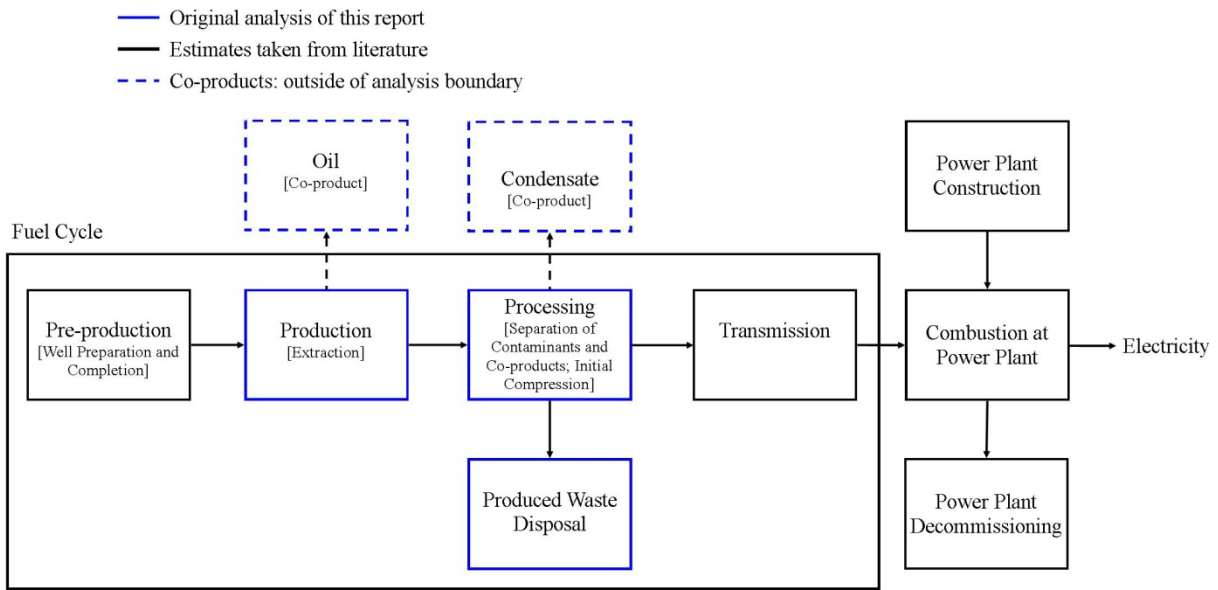 Original analysis of this report
Estimates taken from literature
Co-products: outside of analysis boundary
Oil
[Co-product]
Condensate
[Co-product]
Power Plant
Construction
Fuel Cycle
Pre-production
[Well Preparation and
Completion]
Production
[Extraction]
Processing
[Separation of
Contaminants and
Co-products; Initial
Compression]
Transmission
Combustion at
Power Plant
Electricity
Produced Waste
Disposal
Power Plant
Decommissioning